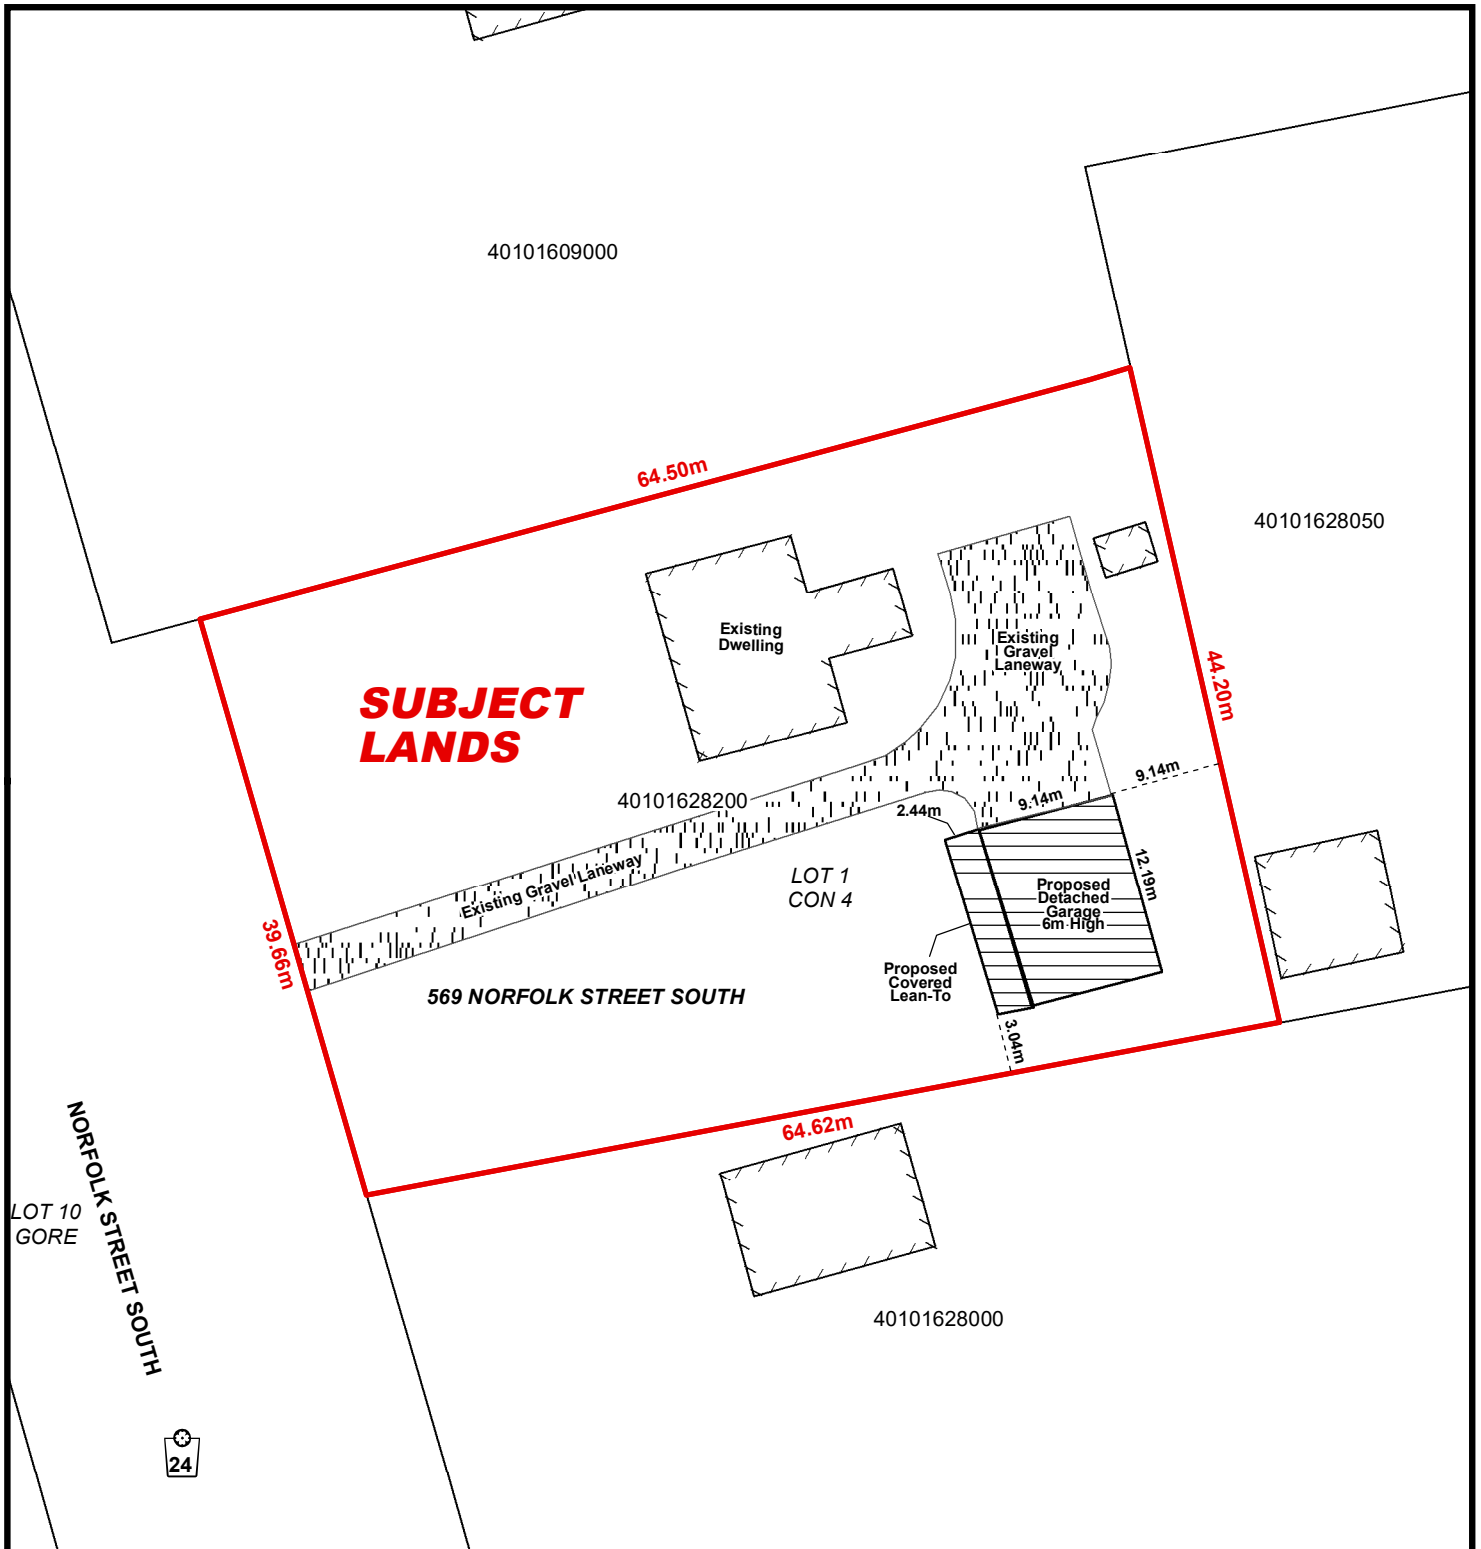 40101609000
64.50m
40101628050
Existing
Dwelling
Existing
Gravel
Laneway
44.20m
SUBJECT
LANDS
9.14m
40101628200
9.14m
2.44m
12.19m
Existing Gravel Laneway
LOT 1
CON 4
Proposed
Detached
Garage
6m High
39.66m
Proposed
Covered
Lean-To
569 NORFOLK STREET SOUTH
3.04m
64.62m
NORFOLK STREET SOUTH
LOT 10
GORE
40101628000
24